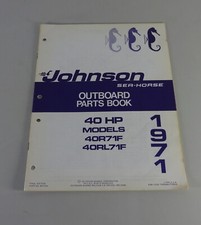 Johnson
SEA-HORSE
OUTBOARD
PARTS BOOK
40 HP
MODELS
40R71F
40RL71F
1971